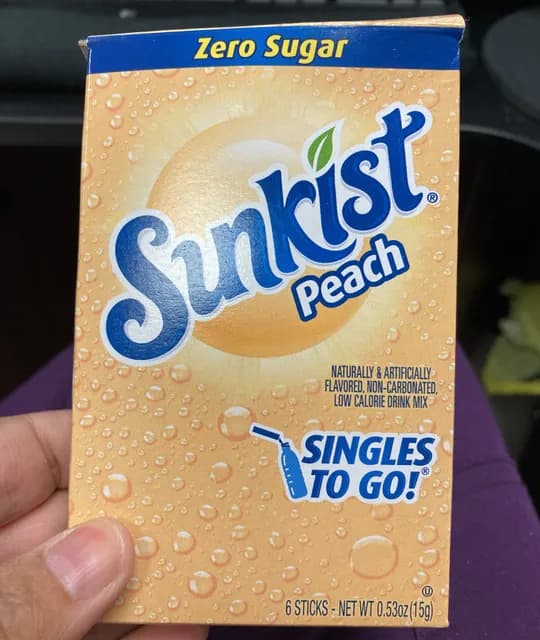 Zero Sugar
Sunkist®
Peach
NATURALLY & ARTIFICIALLY
FLAVORED, NON-CARBONATED,
LOW CALORIE DRINK MIX
SINGLES
TO GO!®
U
6 STICKS - NET WT 0.53oz (15g)